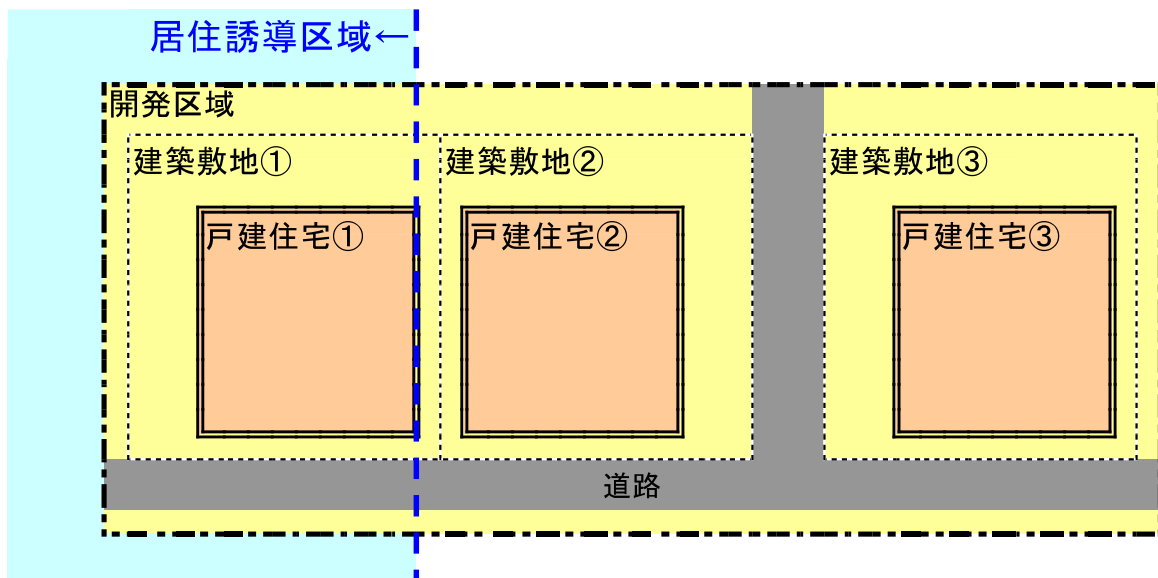 居住誘導区域←
開発区域
建築敷地①
建築敷地②
建築敷地③
戸建住宅①
戸建住宅②
戸建住宅③
道路